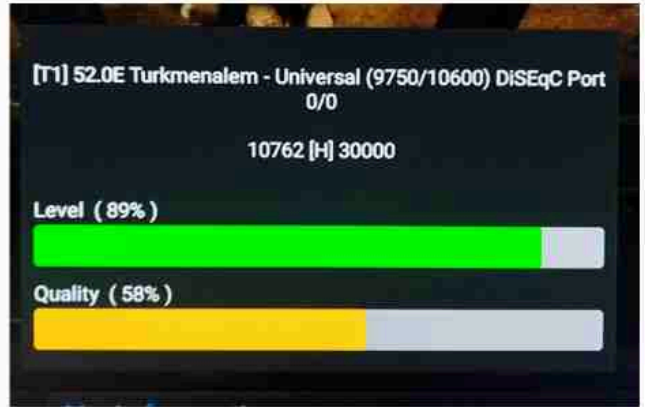 [T1] 52.0E Turkmenalem - Universal (9750/10600) DiSEqC Port
0/0
10762 [H] 30000
Level ( 89% )
Quality ( 58% )